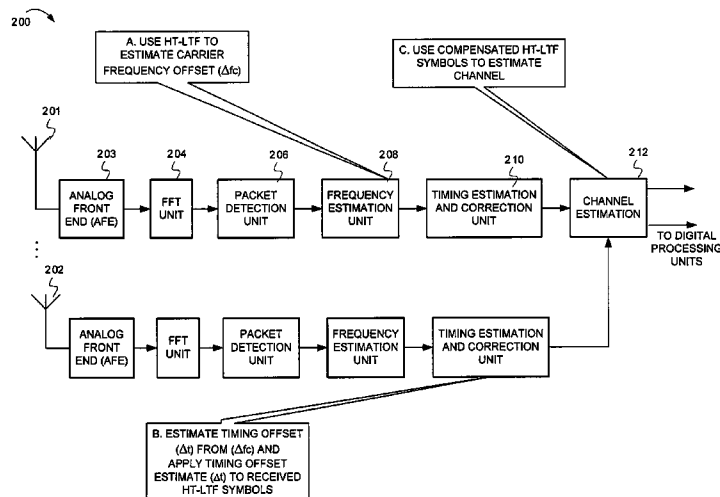 200
A. USE HT-LTF TO
ESTIMATE CARRIER
FREQUENCY OFFSET (Δfc)
C. USE COMPENSATED HT-LTF
SYMBOLS TO ESTIMATE
CHANNEL
201
203
204
206
208
210
212
ANALOG
FRONT
END (AFE)
FFT
UNIT
PACKET
DETECTION
UNIT
FREQUENCY
ESTIMATION
UNIT
TIMING ESTIMATION
AND CORRECTION
UNIT
CHANNEL
ESTIMATION
TO DIGITAL
PROCESSING
UNITS
202
ANALOG
FRONT
END (AFE)
FFT
UNIT
PACKET
DETECTION
UNIT
FREQUENCY
ESTIMATION
UNIT
TIMING ESTIMATION
AND CORRECTION
UNIT
B. ESTIMATE TIMING OFFSET
(Δt) FROM (Δfc) AND
APPLY TIMING OFFSET
ESTIMATE (Δt) TO RECEIVED
HT-LTF SYMBOLS